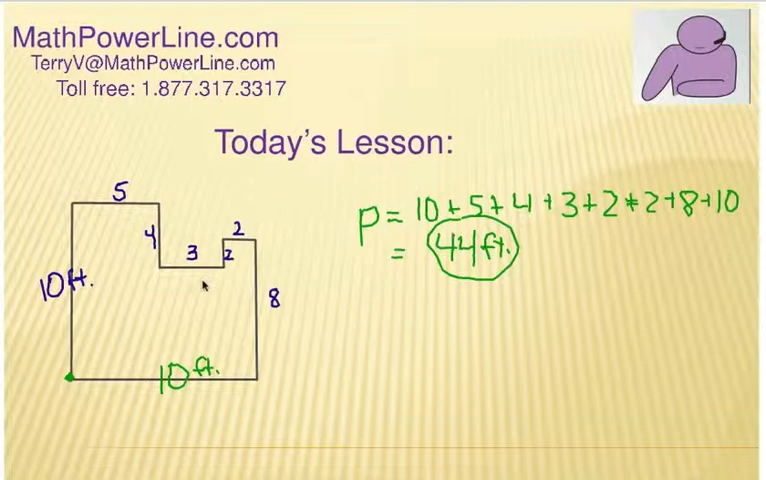 MathPowerLine.com
TerryV@MathPowerLine.com
Toll free: 1.877.317.3317
Today's Lesson:
5
4
3
2
2
10ft.
8
10ft.
P = 10+5+4+3+2+2+8+10
= 44ft.